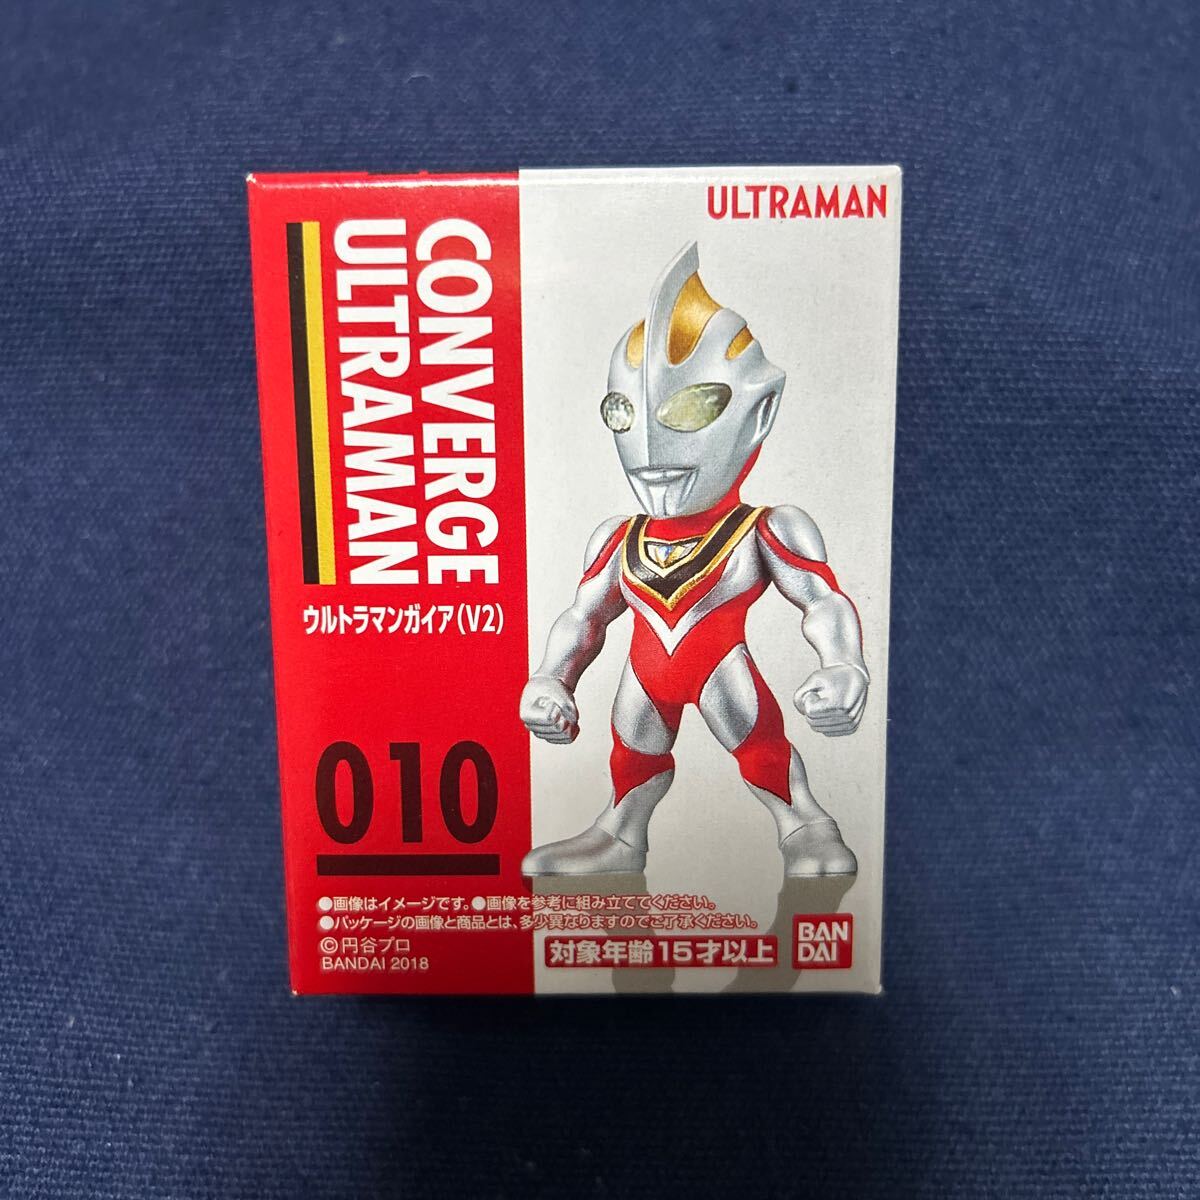 ULTRAMAN
CONVERGE
ULTRAMAN
ウルトラマンガイア(V2)
010
●画像はイメージです。●画像を参考に組み立ててください。
●パッケージの画像と商品とは、多少異なりますのでご了承ください。
©円谷プロ
BANDAI 2018
対象年齢15才以上
BAN
DAI